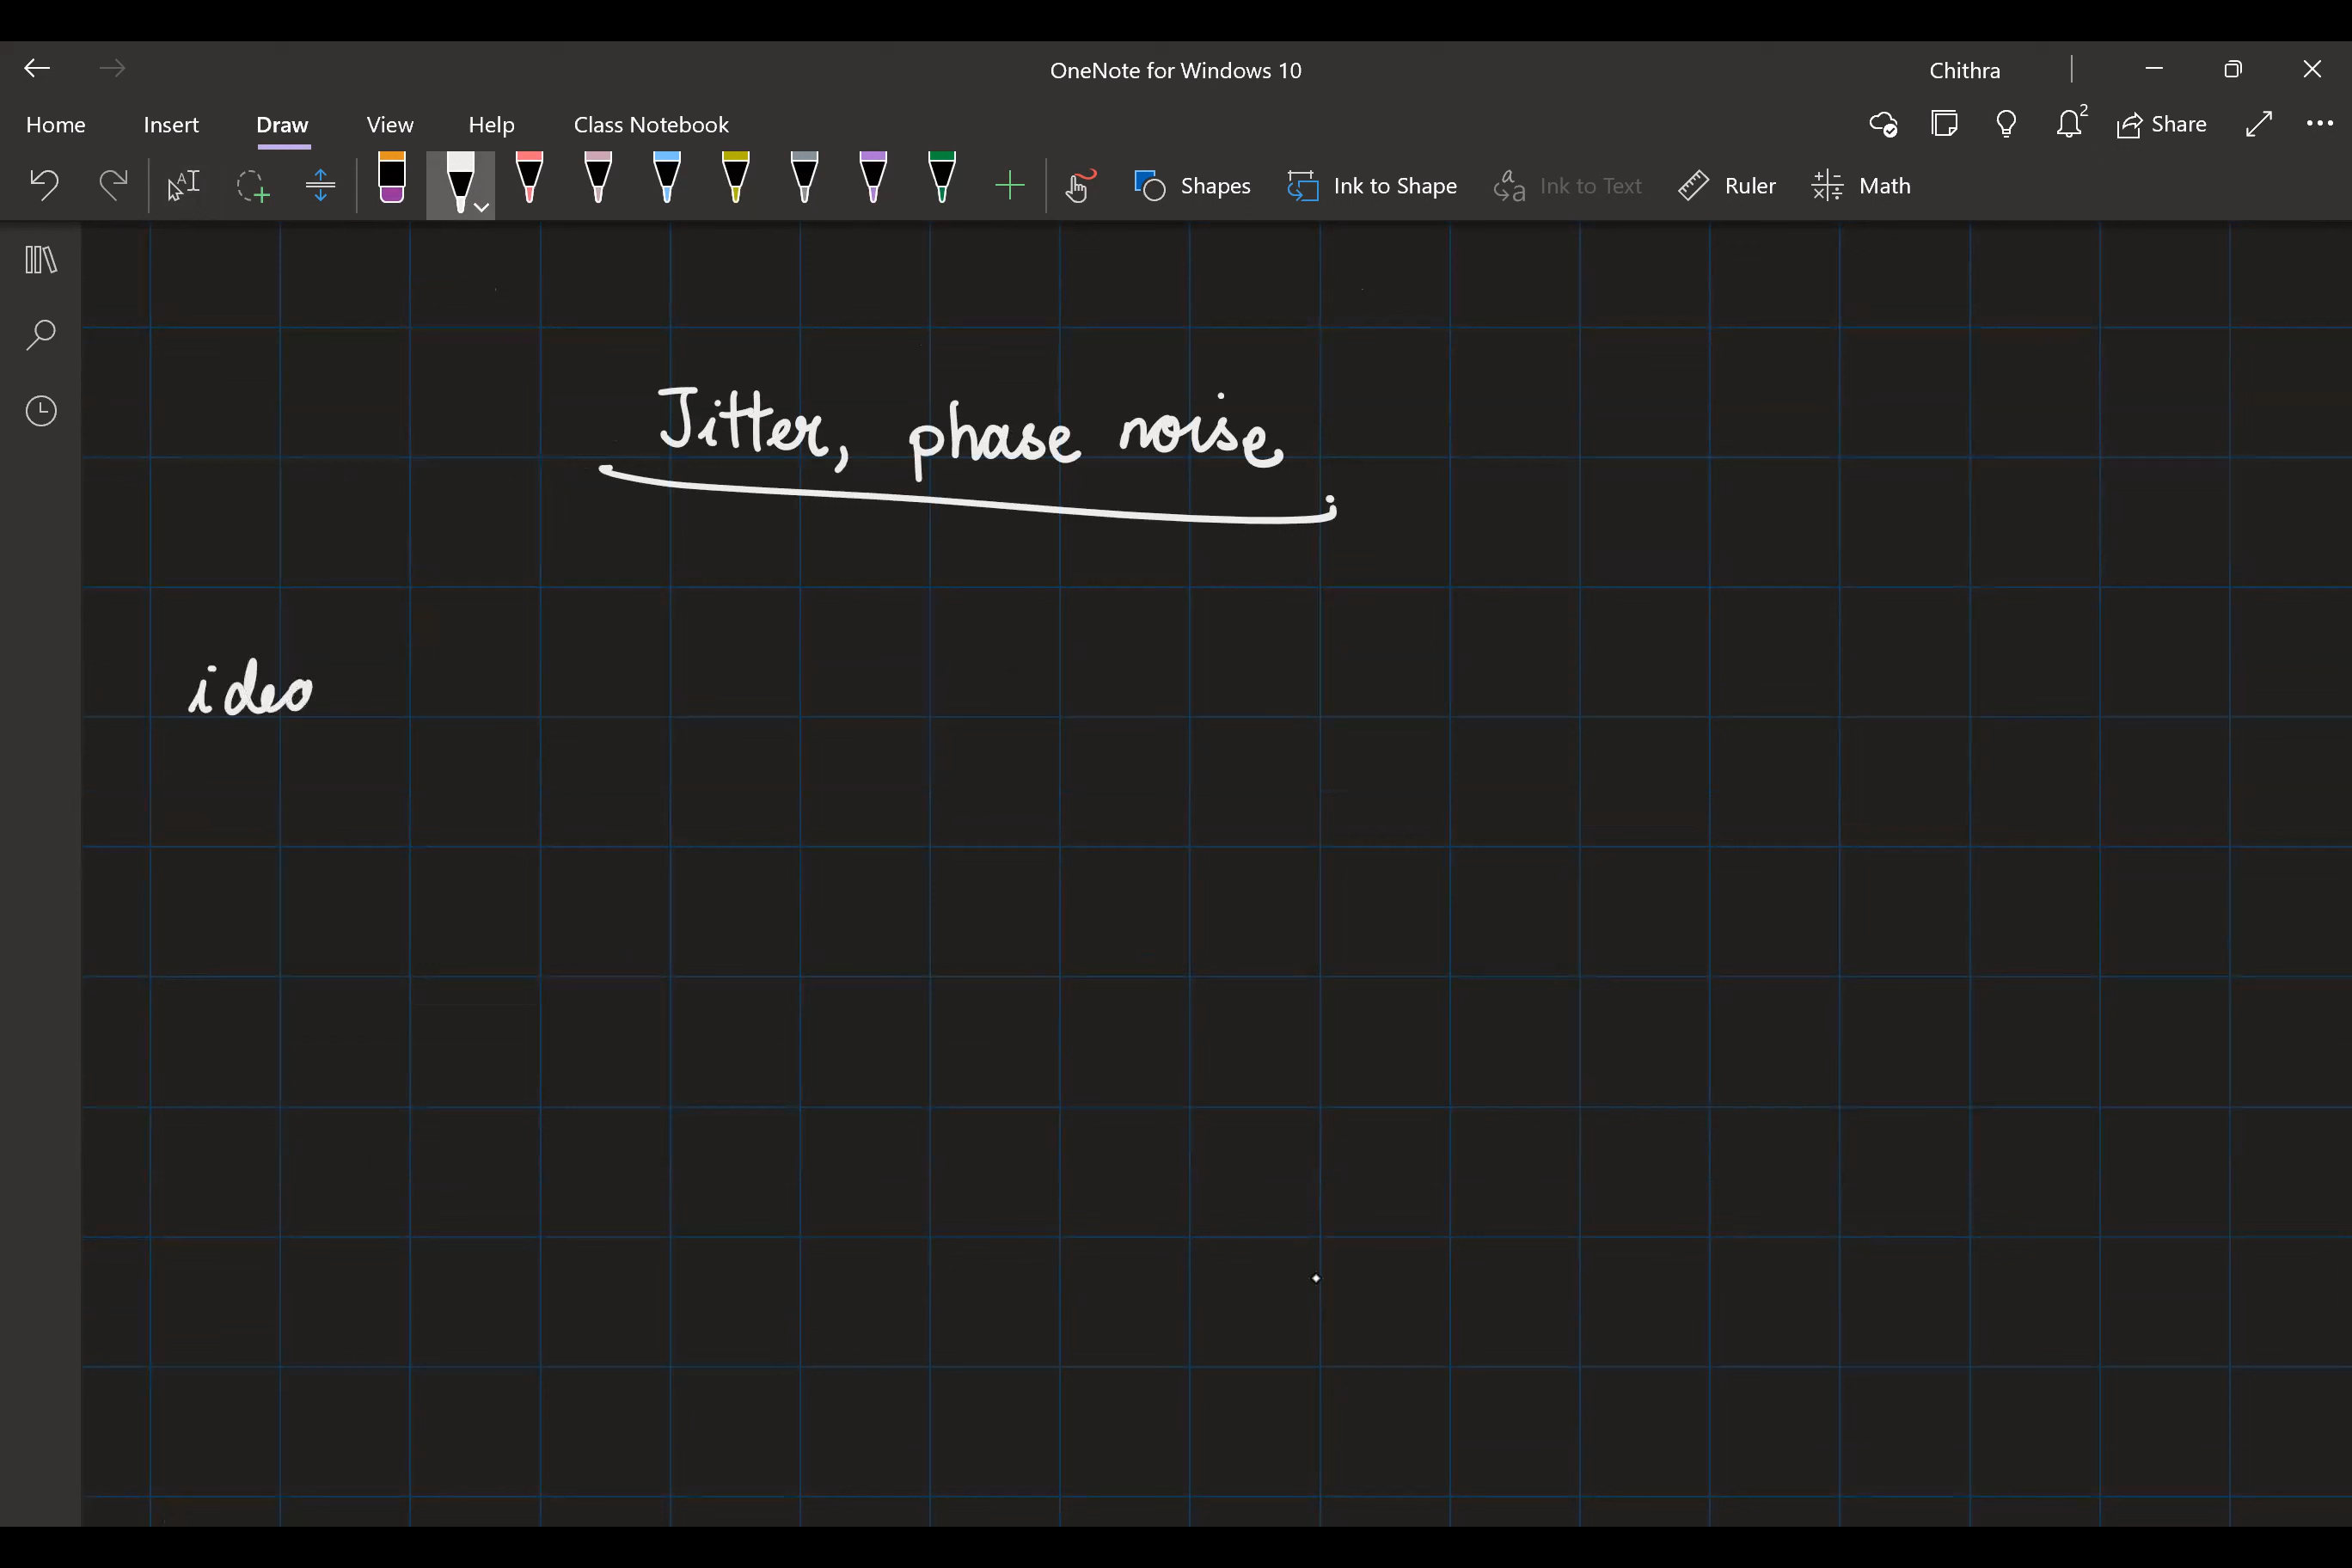 OneNote for Windows 10
Chithra
Home Insert Draw View Help Class Notebook
2 Share
Shapes Ink to Shape Ink to Text Ruler Math
Jitter, phase noise
ideo